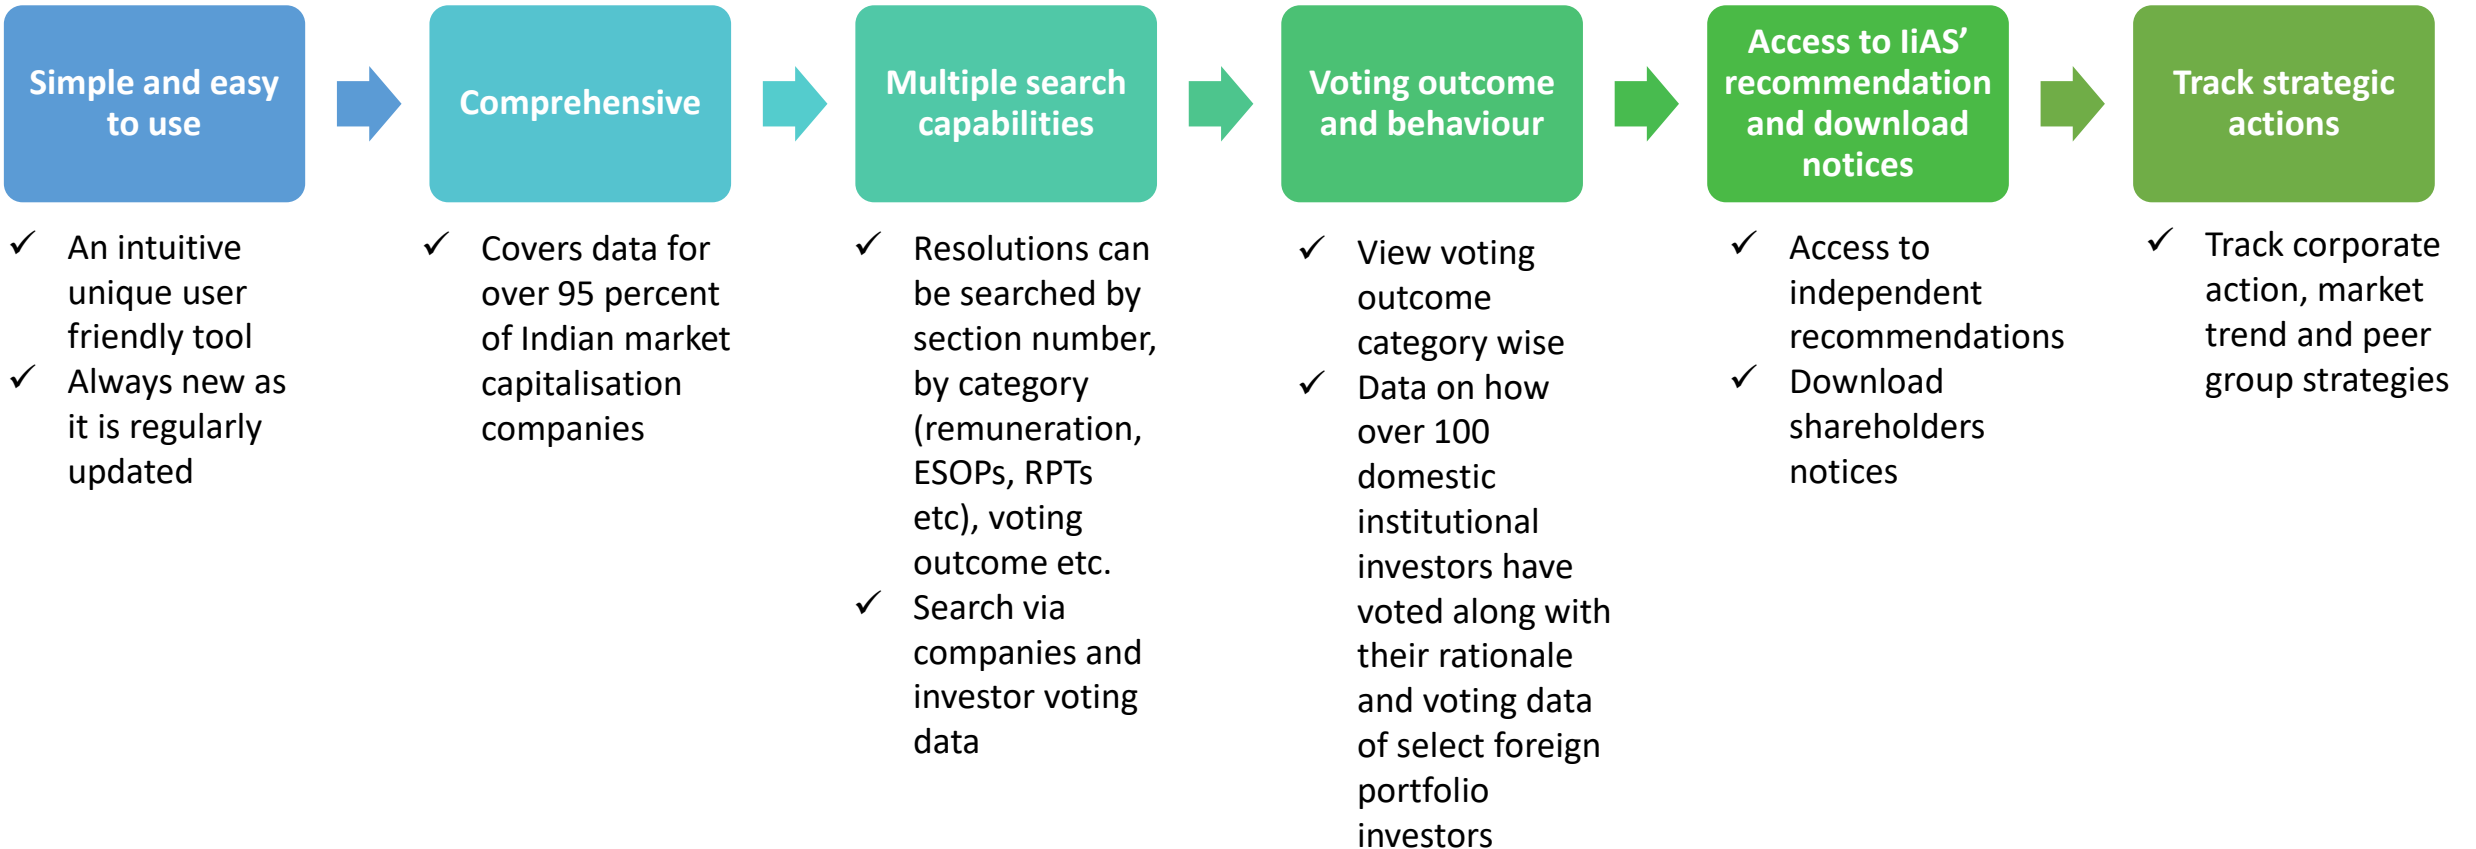 Simple and easy
to use
Comprehensive
Multiple search
capabilities
Voting outcome
and behaviour
Access to IiAS’
recommendation
and download
notices
Track strategic
actions
✓ An intuitive
unique user
friendly tool
✓ Always new as
it is regularly
updated
✓ Covers data for
over 95 percent
of Indian market
capitalisation
companies
✓ Resolutions can
be searched by
section number,
by category
(remuneration,
ESOPs, RPTs
etc), voting
outcome etc.
✓ Search via
companies and
investor voting
data
✓ View voting
outcome
category wise
✓ Data on how
over 100
domestic
institutional
investors have
voted along with
their rationale
and voting data
of select foreign
portfolio
investors
✓ Access to
independent
recommendations
✓ Download
shareholders
notices
✓ Track corporate
action, market
trend and peer
group strategies